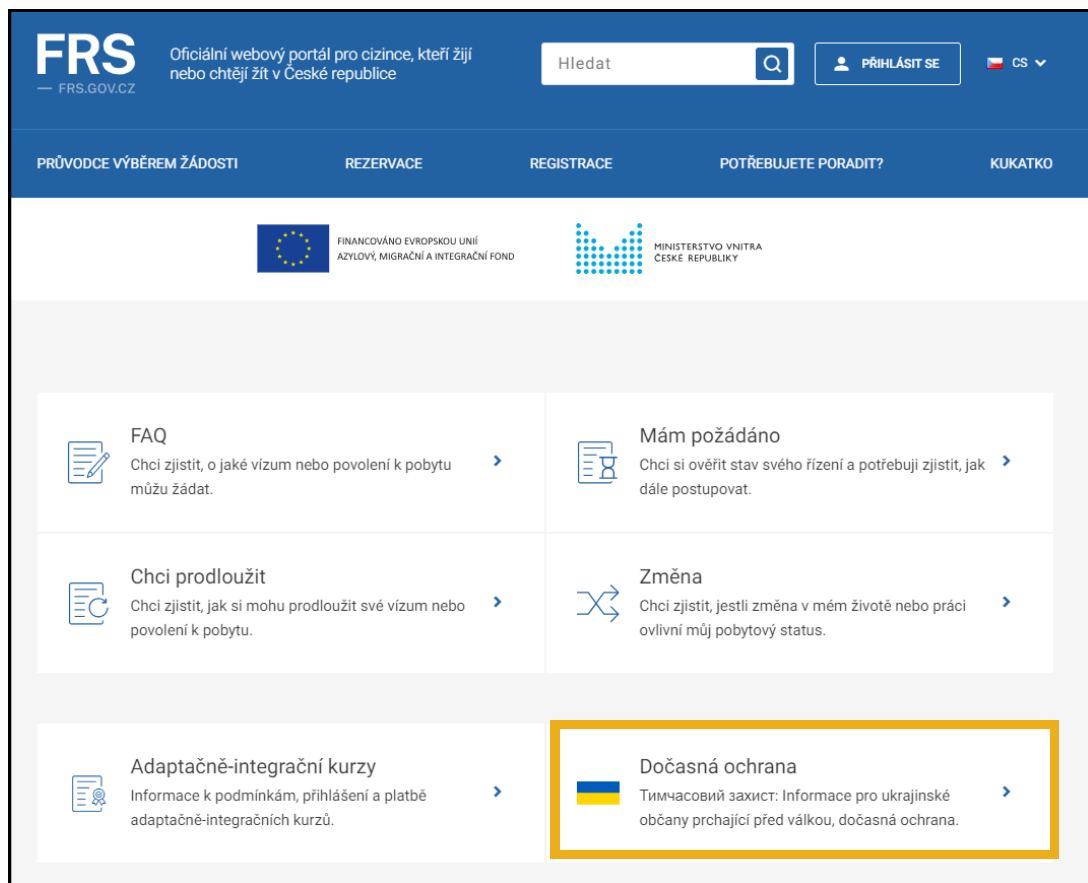 FRS
— FRS.GOV.CZ
Oficiální webový portál pro cizince, kteří žijí
nebo chtějí žít v České republice
Hledat
PŘIHLÁSIT SE
CS
PRŮVODCE VÝBĚREM ŽÁDOSTI
REZERVACE
REGISTRACE
POTŘEBUJETE PORADIT?
KUKATKO
FINANCOVÁNO EVROPSKOU UNIÍ
AZYLOVÝ, MIGRAČNÍ A INTEGRAČNÍ FOND
MINISTERSTVO VNITRA
ČESKÉ REPUBLIKY
FAQ
Chci zjistit, o jaké vízum nebo povolení k pobytu
můžu žádat.
Mám požádáno
Chci si ověřit stav svého řízení a potřebuji zjistit, jak
dále postupovat.
Chci prodloužit
Chci zjistit, jak si mohu prodloužit své vízum nebo
povolení k pobytu.
Změna
Chci zjistit, jestli změna v mém životě nebo práci
ovlivní můj pobytový status.
Adaptačně-integrační kurzy
Informace k podmínkám, přihlášení a platbě
adaptačně-integračních kurzů.
Dočasná ochrana
Тимчасовий захист: Informace pro ukrajinské
občany prchající před válkou, dočasná ochrana.